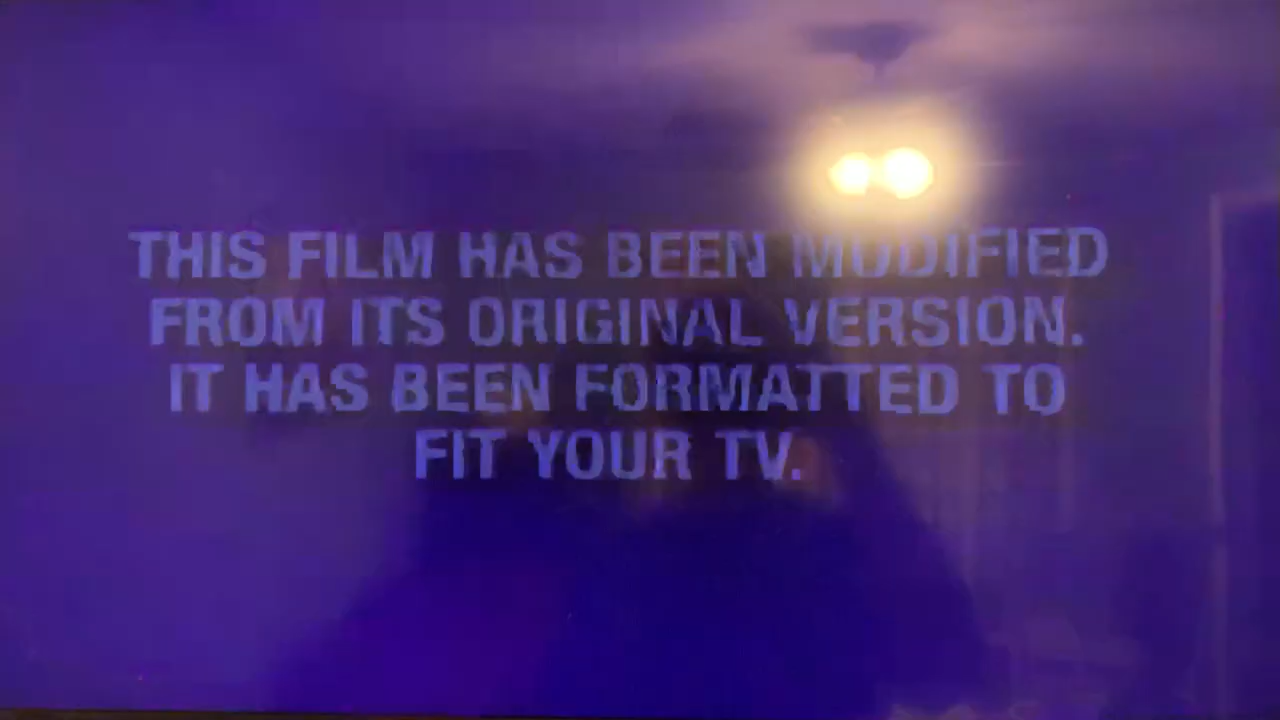 THIS FILM HAS BEEN MODIFIED
FROM ITS ORIGINAL VERSION.
IT HAS BEEN FORMATTED TO
FIT YOUR TV.